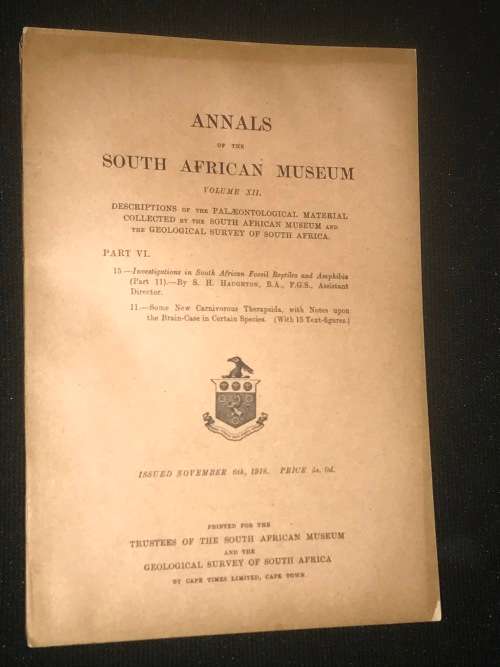 ANNALS
OF THE
SOUTH AFRICAN MUSEUM
VOLUME XII.
DESCRIPTIONS OF THE PALÆONTOLOGICAL MATERIAL
COLLECTED BY THE SOUTH AFRICAN MUSEUM AND
THE GEOLOGICAL SURVEY OF SOUTH AFRICA.
PART VI.
15—Investigations in South African Fossil Reptiles and Amphibia
(Part 11).—By S. H. HAUGHTON, B.A., F.G.S., Assistant
Director.
11.—Some New Carnivorous Therapsida, with Notes upon
the Brain-Case in Certain Species. (With 15 Text-figures.)
ISSUED NOVEMBER 6th, 1918. PRICE
PRINTED FOR THE
TRUSTEES OF THE SOUTH AFRICAN MUSEUM
AND THE
GEOLOGICAL SURVEY OF SOUTH AFRICA
BY CAPE TIMES LIMITED, CAPE TOWN